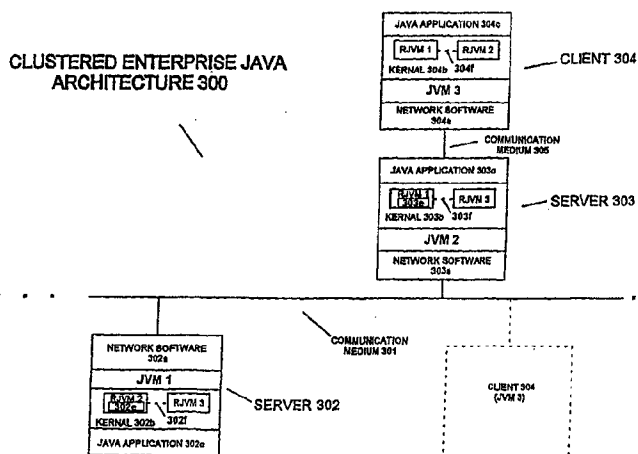 CLUSTERED ENTERPRISE JAVA
ARCHITECTURE 300
JAVA APPLICATION 304c
RJVM 1
RJVM 2
KERNAL 304b
304f
JVM 3
NETWORK SOFTWARE
304a
CLIENT 304
COMMUNICATION
MEDIUM 305
JAVA APPLICATION 303c
RJVM 1
303e
RJVM 3
KERNAL 303b
303f
JVM 2
NETWORK SOFTWARE
303a
SERVER 303
COMMUNICATION
MEDIUM 301
NETWORK SOFTWARE
302a
JVM 1
RJVM 2
302e
RJVM 3
KERNAL 302b
302f
JAVA APPLICATION 302c
SERVER 302
CLIENT 304
(JVM 3)